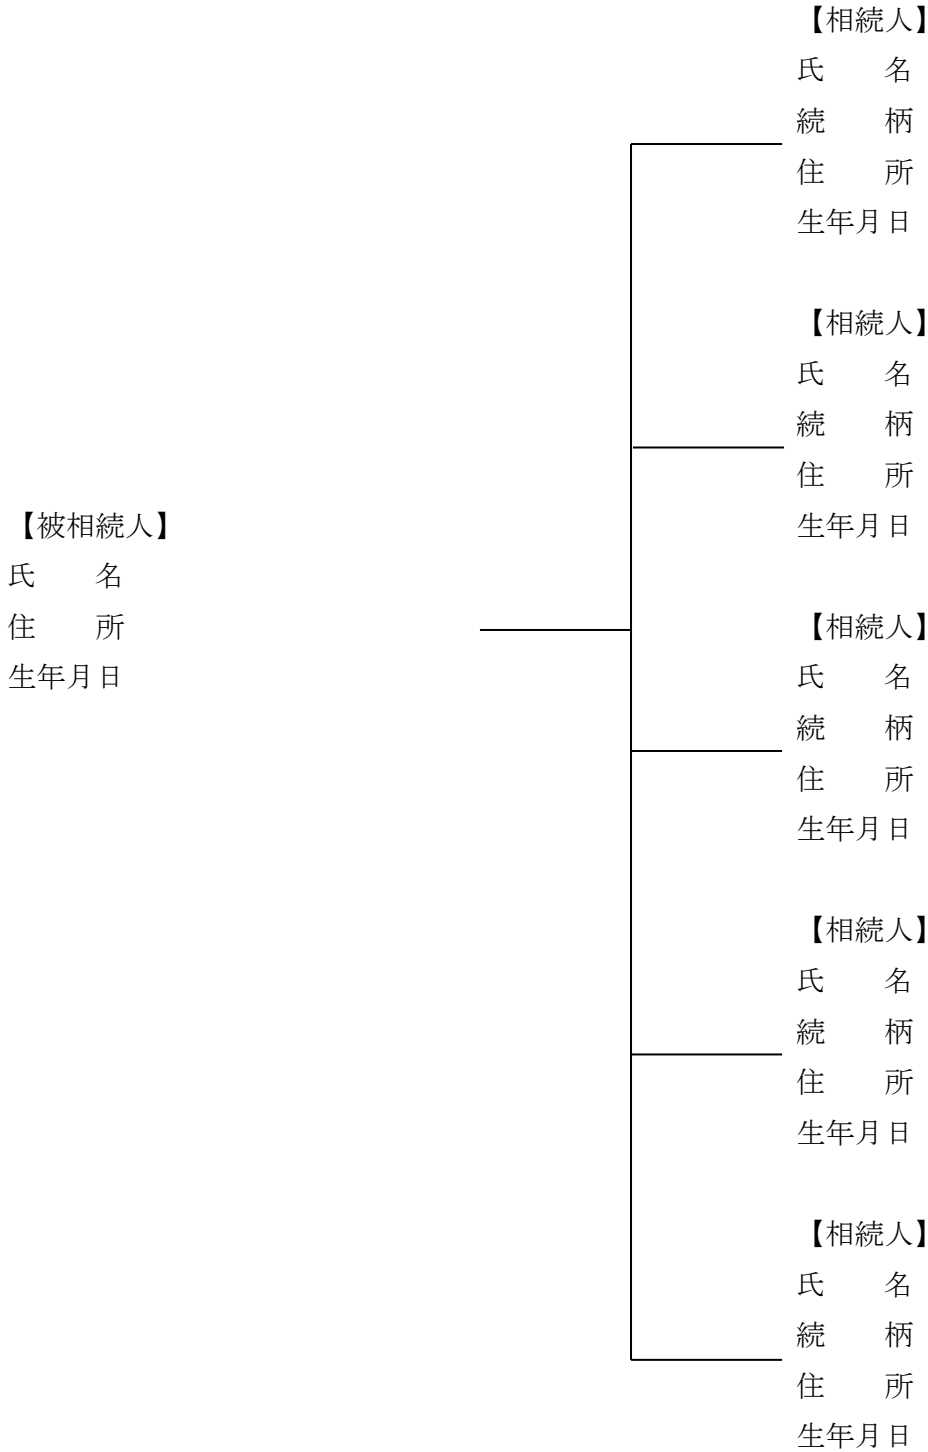 【被相続人】
氏　　名
住　　所
生年月日
【相続人】
氏　　名
続　　柄
住　　所
生年月日
【相続人】
氏　　名
続　　柄
住　　所
生年月日
【相続人】
氏　　名
続　　柄
住　　所
生年月日
【相続人】
氏　　名
続　　柄
住　　所
生年月日
【相続人】
氏　　名
続　　柄
住　　所
生年月日